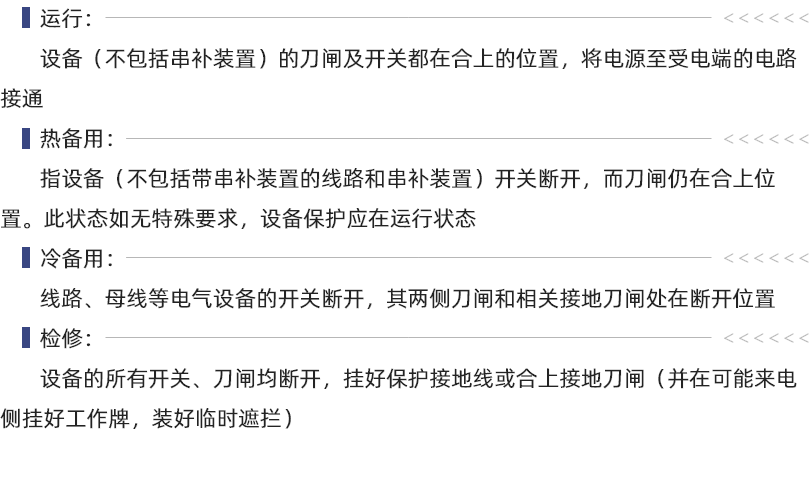 运行：
设备（不包括串补装置）的刀闸及开关都在合上的位置，将电源至受电端的电路
接通
热备用：
指设备（不包括带串补装置的线路和串补装置）开关断开，而刀闸仍在合上位
置。此状态如无特殊要求，设备保护应在运行状态
冷备用：
线路、母线等电气设备的开关断开，其两侧刀闸和相关接地刀闸处在断开位置
检修：
设备的所有开关、刀闸均断开，挂好保护接地线或合上接地刀闸（并在可能来电
侧挂好工作牌，装好临时遮拦）